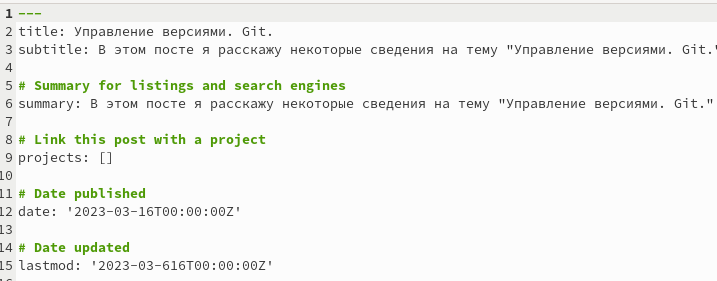 1 ---
2 title: Управление версиями. Git.
3 subtitle: В этом посте я расскажу некоторые сведения на тему "Управление версиями. Git."
4
5 # Summary for listings and search engines
6 summary: В этом посте я расскажу некоторые сведения на тему "Управление версиями. Git."
7
8 # Link this post with a project
9 projects: []
10
11 # Date published
12 date: '2023-03-16T00:00:00Z'
13
14 # Date updated
15 lastmod: '2023-03-616T00:00:00Z'